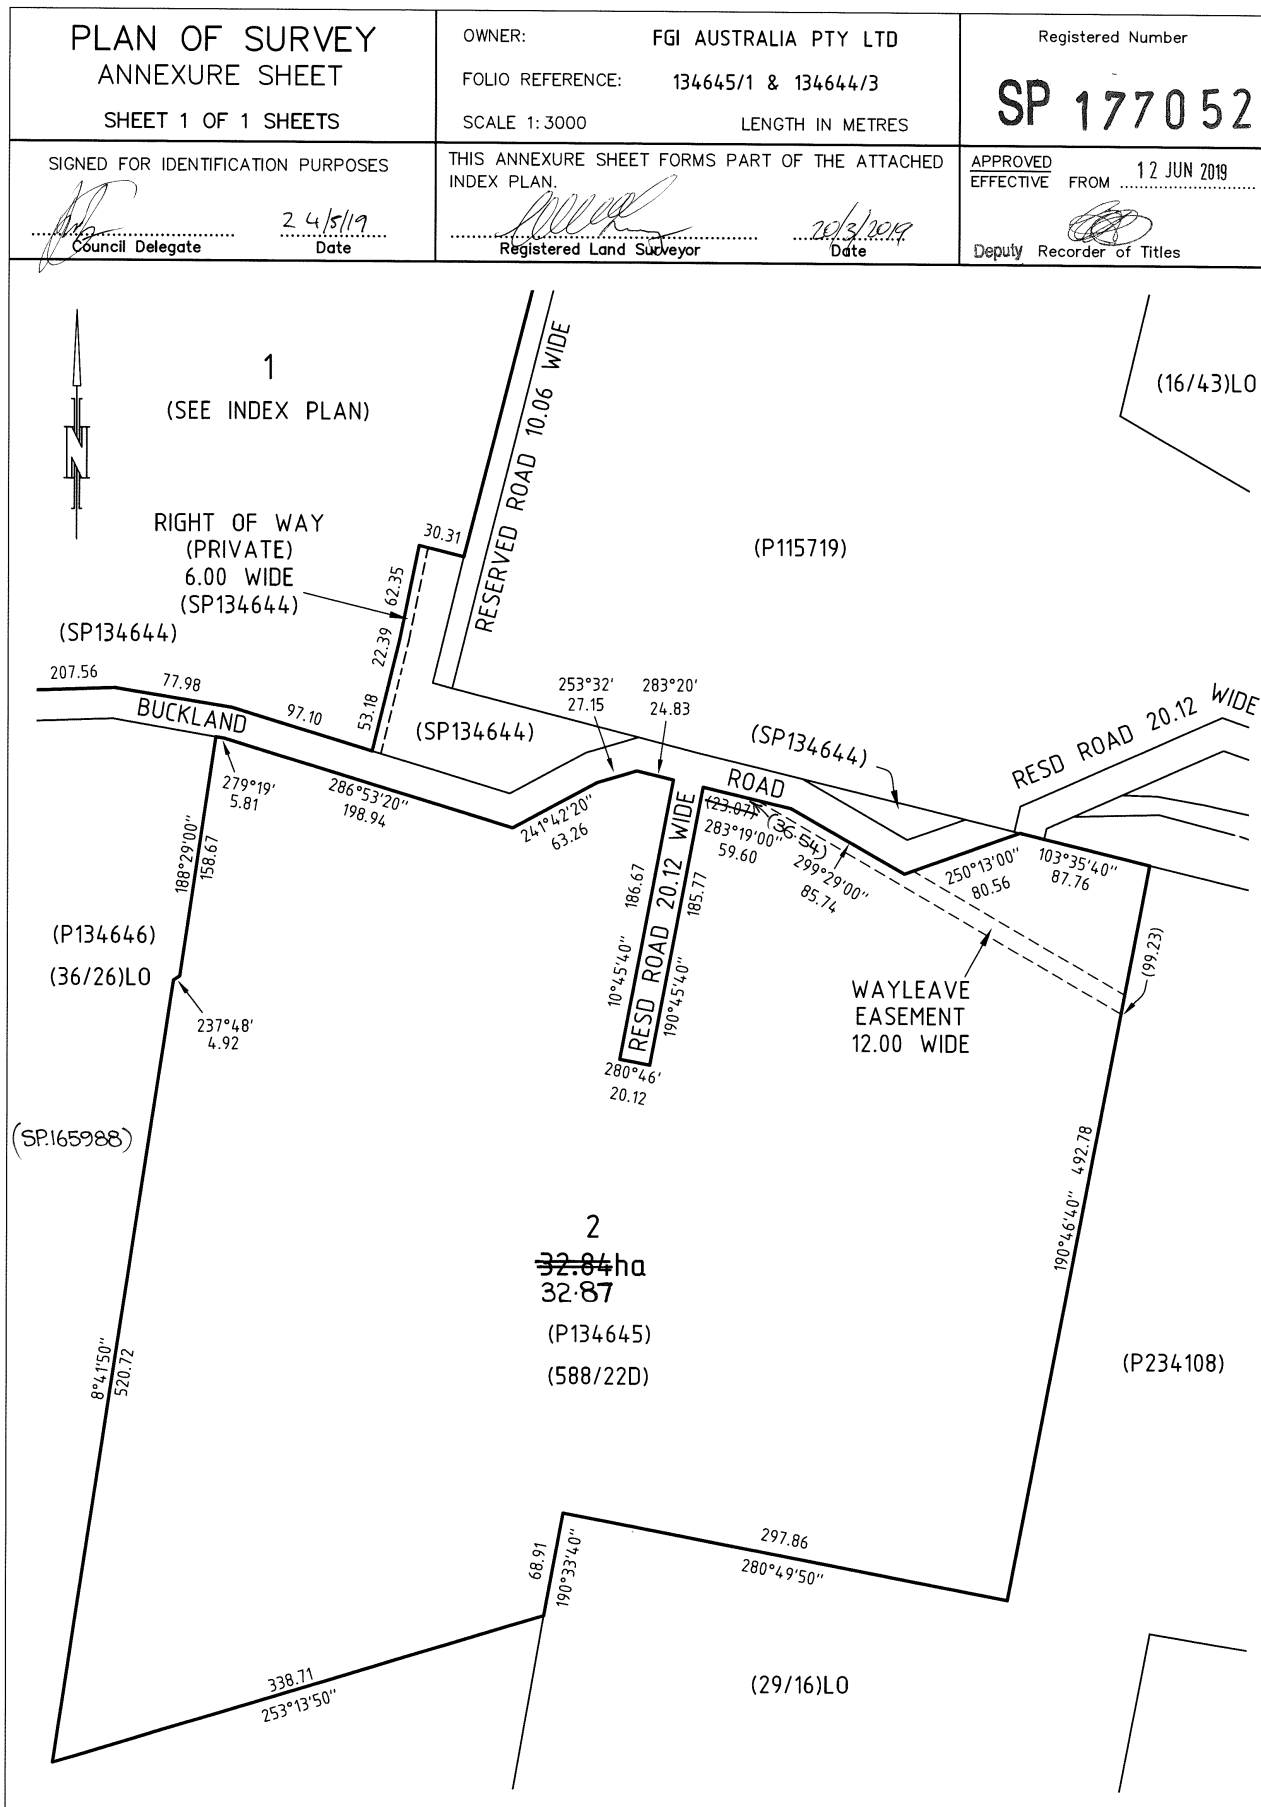 PLAN OF SURVEY
ANNEXURE SHEET
SHEET 1 OF 1 SHEETS
OWNER: FGI AUSTRALIA PTY LTD
FOLIO REFERENCE: 134645/1 & 134644/3
SCALE 1:3000 LENGTH IN METRES
Registered Number
SP 177052
SIGNED FOR IDENTIFICATION PURPOSES
24/5/19
Council Delegate Date
THIS ANNEXURE SHEET FORMS PART OF THE ATTACHED
INDEX PLAN.
20/3/2019
Registered Land Surveyor Date
APPROVED
EFFECTIVE FROM 12 JUN 2019
Deputy Recorder of Titles
N
1
(SEE INDEX PLAN)
RESERVED ROAD 10.06 WIDE
(16/43)LO
RIGHT OF WAY
(PRIVATE)
6.00 WIDE
(SP134644)
30.31
62.35
22.39
53.18
(P115719)
(SP134644)
207.56
77.98
97.10
BUCKLAND
(SP134644)
253°32'
27.15
283°20'
24.83
(SP134644)
RESD ROAD 20.12 WIDE
ROAD
279°19'
5.81
286°53'20"
198.94
241°42'20"
63.26
(23.07)
(36.54)
283°19'00"
59.60
299°29'00"
85.74
250°13'00"
80.56
103°35'40"
87.76
188°29'00"
158.67
186.67
10°45'40"
RESD ROAD 20.12 WIDE
185.77
190°45'40"
(P134646)
(36/26)LO
(99.23)
WAYLEAVE
EASEMENT
12.00 WIDE
237°48'
4.92
280°46'
20.12
(SP.165988)
492.78
190°46'40"
2
32.84ha
32.87
(P134645)
(588/22D)
8°41'50"
520.72
(P234108)
68.91
190°33'40"
297.86
280°49'50"
338.71
253°13'50"
(29/16)LO